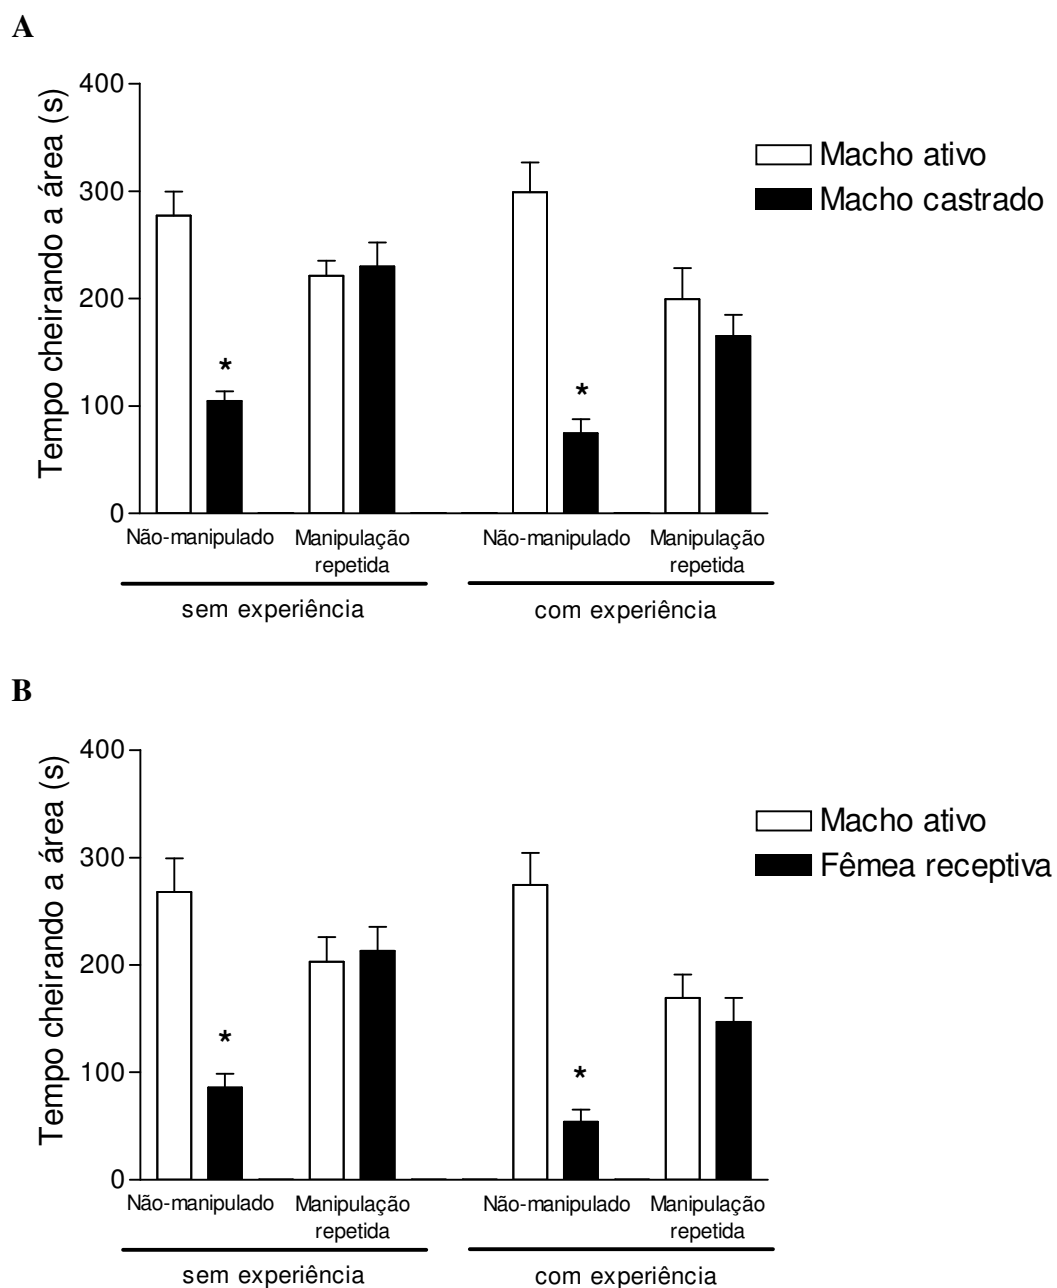 A
Tempo cheirando a área (s)
400
300
200
100
0
Macho ativo
Macho castrado
*
*
Não-manipulado
Manipulação
repetida
Não-manipulado
Manipulação
repetida
sem experiência
com experiência
B
Tempo cheirando a área (s)
400
300
200
100
0
Macho ativo
Fêmea receptiva
*
*
Não-manipulado
Manipulação
repetida
Não-manipulado
Manipulação
repetida
sem experiência
com experiência